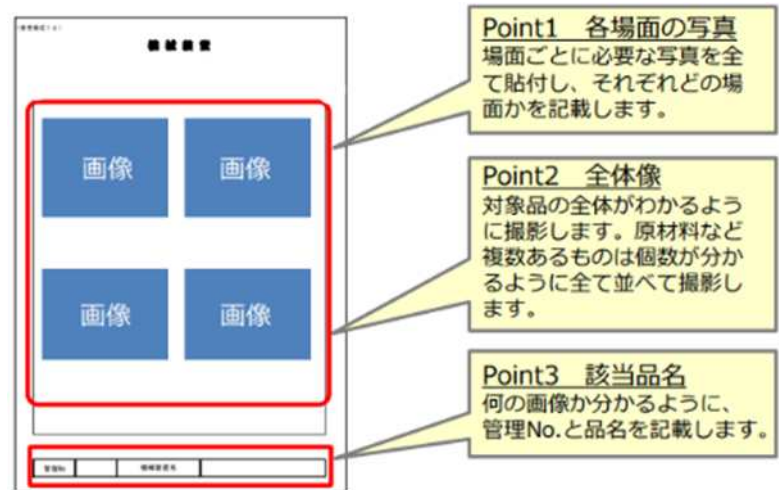 機械装置
画像
画像
画像
画像
管理No
機械装置名
Point1　各場面の写真
場面ごとに必要な写真を全
て貼付し、それぞれどの場
面かを記載します。
Point2　全体像
対象品の全体がわかるよう
に撮影します。原材料など
複数あるものは個数が分か
るように全て並べて撮影し
ます。
Point3　該当品名
何の画像か分かるように、
管理No.と品名を記載します。